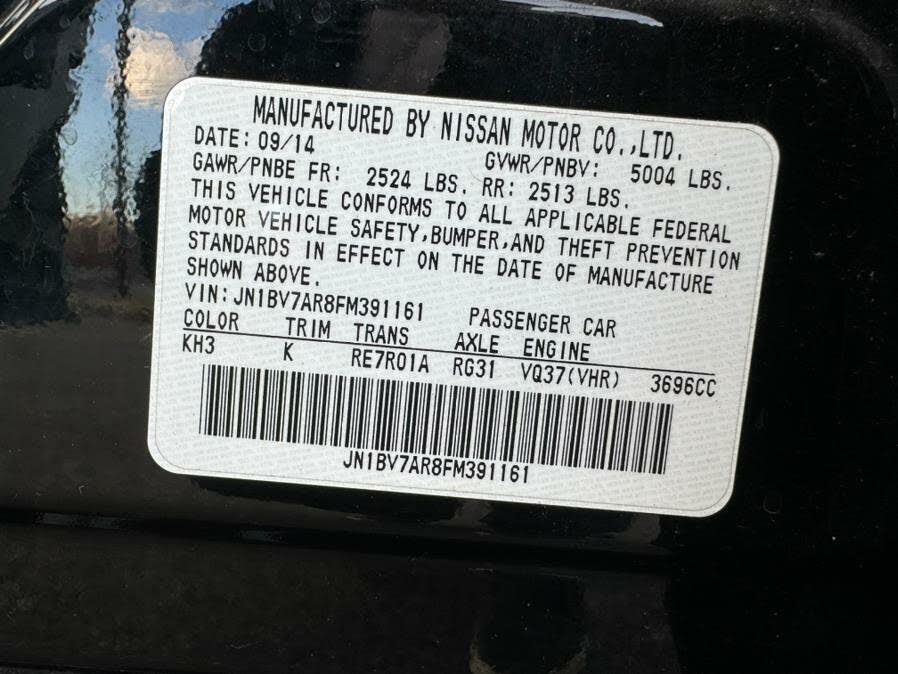 MANUFACTURED BY NISSAN MOTOR CO.,LTD.
DATE: 09/14 GVWR/PNBV: 5004 LBS.
GAWR/PNBE FR: 2524 LBS. RR: 2513 LBS.
THIS VEHICLE CONFORMS TO ALL APPLICABLE FEDERAL
MOTOR VEHICLE SAFETY,BUMPER,AND THEFT PREVENTION
STANDARDS IN EFFECT ON THE DATE OF MANUFACTURE
SHOWN ABOVE.
VIN:JN1BV7AR8FM391161 PASSENGER CAR
COLOR TRIM TRANS AXLE ENGINE
KH3 K RE7R01A RG31 VQ37(VHR) 3696CC
JN1BV7AR8FM391161